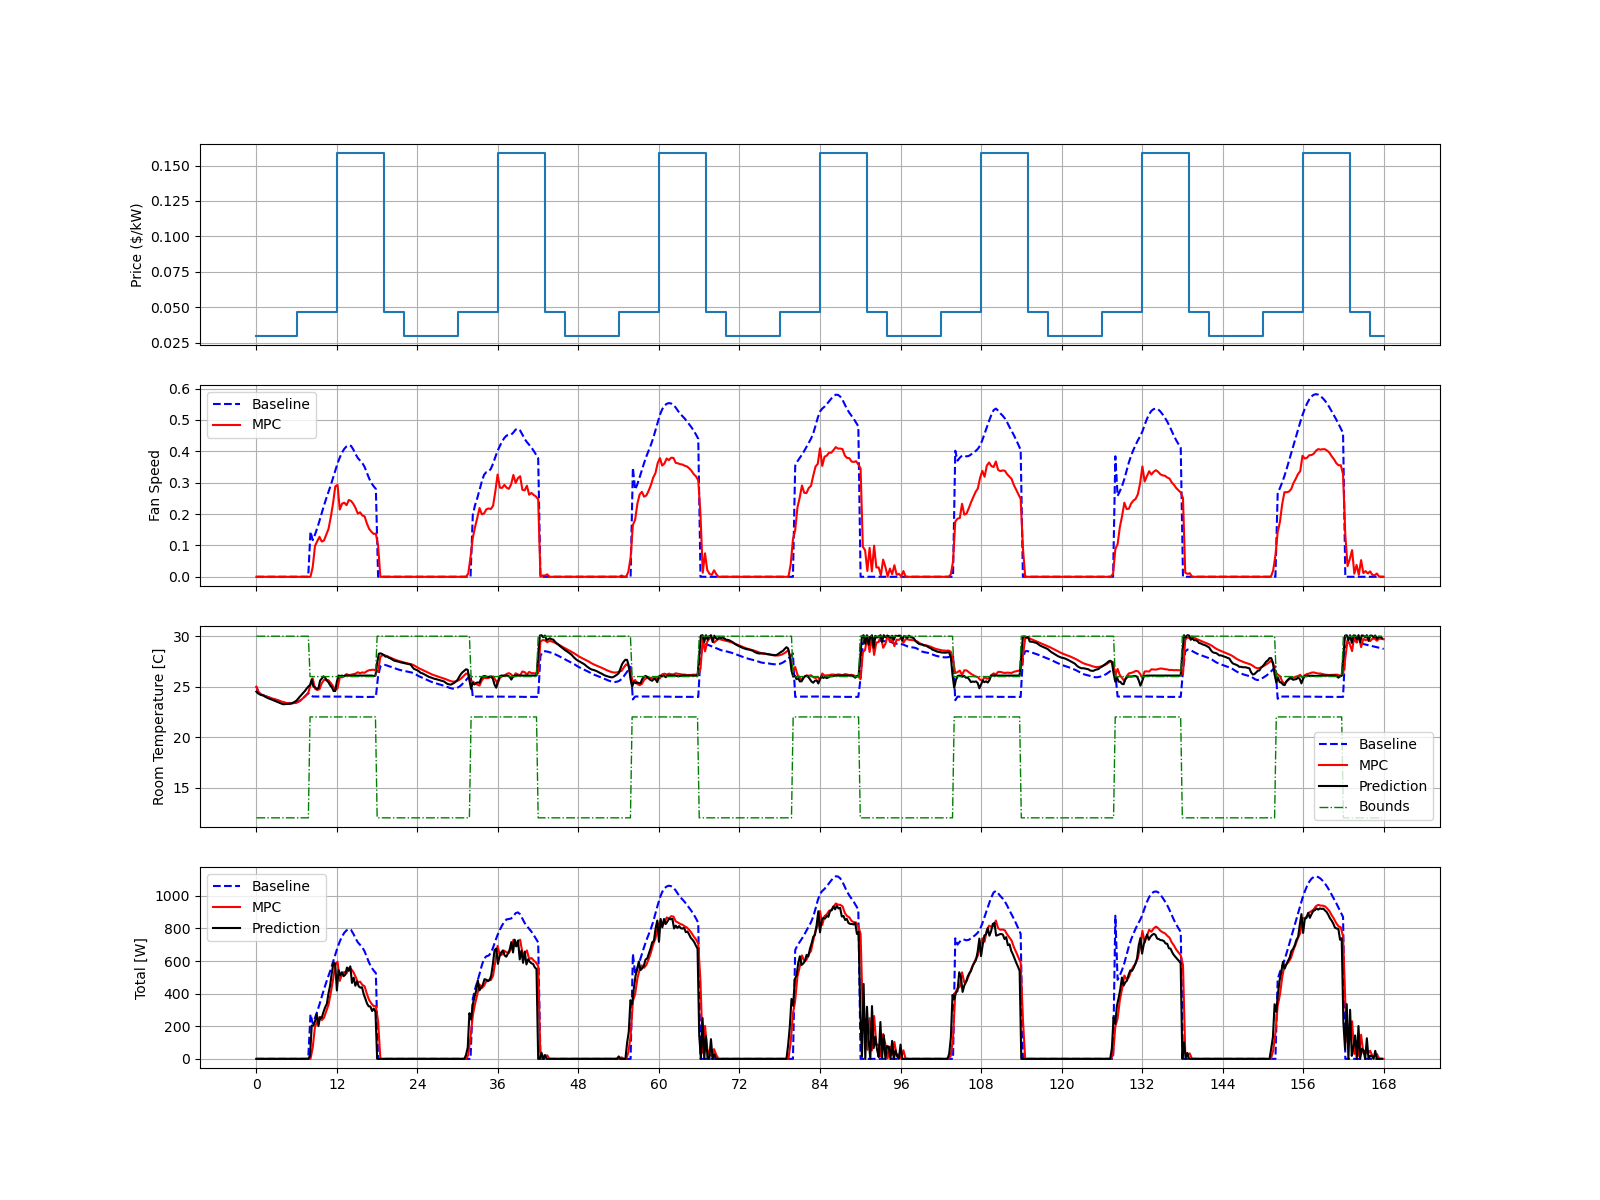 0.150
0.125
0.100
0.075
0.050
0.025
Price ($/kW)
0.6
0.5
0.4
0.3
0.2
0.1
0.0
Fan Speed
Baseline
MPC
30
25
20
15
Room Temperature [C]
Baseline
MPC
Prediction
Bounds
1000
800
600
400
200
0
Total [W]
Baseline
MPC
Prediction
0 12 24 36 48 60 72 84 96 108 120 132 144 156 168